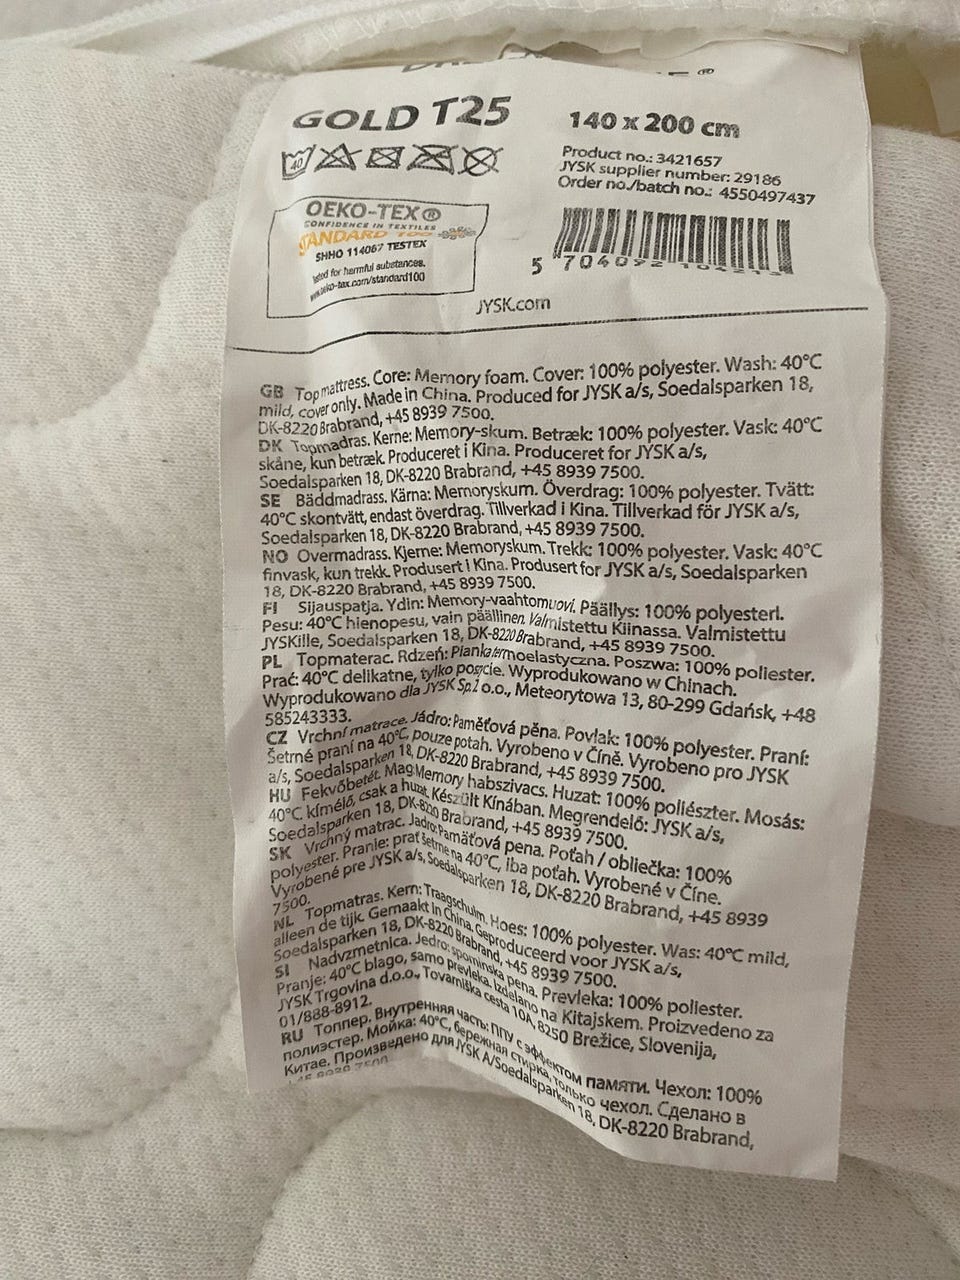 GOLD T25
140 x 200 cm
40
Product no.: 3421657
JYSK supplier number: 29186
Order no./batch no.: 4550497437
OEKO-TEX®
CONFIDENCE IN TEXTILES
STANDARD 100
SHHO 114067 TESTEX
Tested for harmful substances.
www.oeko-tex.com/standard100
5 704092
JYSK.com
GB Top mattress. Core: Memory foam. Cover: 100% polyester. Wash: 40°C
mild, cover only. Made in China. Produced for JYSK a/s, Soedalsparken 18,
DK-8220 Brabrand, +45 8939 7500.
DK Topmadras. Kerne: Memory-skum. Betræk: 100% polyester. Vask: 40°C
skåne, kun betræk. Produceret i Kina. Produceret for JYSK a/s,
Soedalsparken 18, DK-8220 Brabrand, +45 8939 7500.
SE Bäddmadrass. Kärna: Memoryskum. Överdrag: 100% polyester. Tvätt:
40°C skontvätt, endast överdrag. Tillverkad i Kina. Tillverkad för JYSK a/s,
Soedalsparken 18, DK-8220 Brabrand, +45 8939 7500.
NO Overmadrass. Kjerne: Memoryskum. Trekk: 100% polyester. Vask: 40°C
finvask, kun trekk. Produsert i Kina. Produsert for JYSK a/s, Soedalsparken
18, DK-8220 Brabrand, +45 8939 7500.
FI Sijauspatja. Ydin: Memory-vaahtomuovi. Päällys: 100% polyesteri.
Pesu: 40°C hienopesu, vain päällinen. Valmistettu Kiinassa. Valmistettu
JYSKille, Soedalsparken 18, DK-8220 Brabrand, +45 8939 7500.
PL Topmaterac. Rdzeń: Pianka termoelastyczna. Poszwa: 100% poliester.
Prać: 40°C delikatne, tylko poszycie. Wyprodukowano w Chinach.
Wyprodukowano dla JYSK Sp.z o.o., Meteorytowa 13, 80-299 Gdańsk, +48
585243333.
CZ Vrchní matrace. Jádro: Paměťová pěna. Povlak: 100% polyester. Praní:
Šetrné praní na 40°C, pouze potah. Vyrobeno v Číně. Vyrobeno pro JYSK
a/s, Soedalsparken 18, DK-8220 Brabrand, +45 8939 7500.
HU Fekvőbetét. Mag: Memory habszivacs. Huzat: 100% poliészter. Mosás:
40°C kímélő, csak a huzat. Készült Kínában. Megrendelő: JYSK a/s,
Soedalsparken 18, DK-8220 Brabrand, +45 8939 7500.
SK Vrchný matrac. Jadro: Pamäťová pena. Poťah / obliečka: 100%
polyester. Pranie: prať šetrne na 40°C, iba poťah. Vyrobené v Číne.
Vyrobené pre JYSK a/s, Soedalsparken 18, DK-8220 Brabrand, +45 8939
7500.
NL Topmatras. Kern: Traagschuim. Hoes: 100% polyester. Was: 40°C mild,
alleen de tijk. Gemaakt in China. Geproduceerd voor JYSK a/s,
Soedalsparken 18, DK-8220 Brabrand, +45 8939 7500.
SI Nadvzmetnica. Jedro: spominska pena. Prevleka: 100% poliester.
Pranje: 40°C blago, samo prevleka. Izdelano na Kitajskem. Proizvedeno za
JYSK Trgovina d.o.o., Tovarniška cesta 10A, 8250 Brežice, Slovenija,
01/888-8912.
RU Топпер. Внутренняя часть: ППУ с эффектом памяти. Чехол: 100%
полиэстер. Мойка: 40°C, бережная стирка, только чехол. Сделано в
Китае. Произведено для JYSK A/Soedalsparken 18, DK-8220 Brabrand,
+45 8939 7500